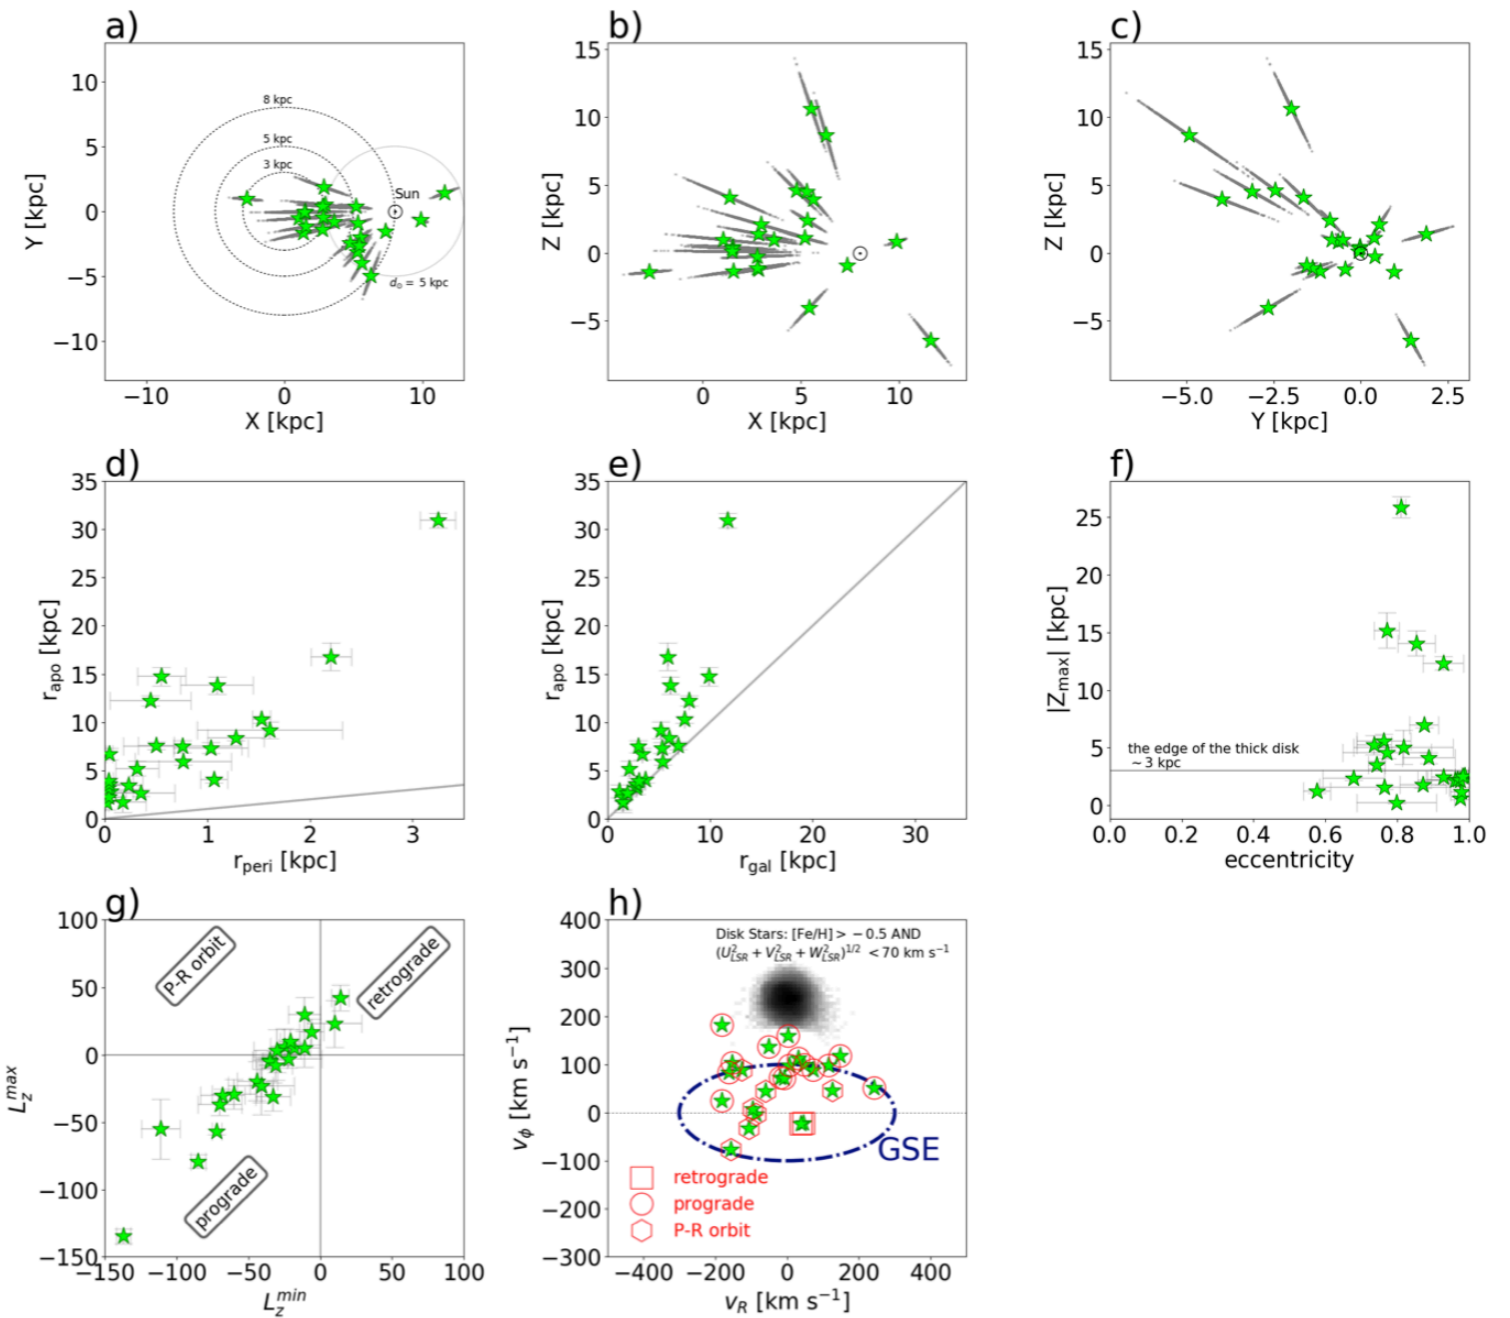 a)
10
5
0
−5
−10
Y [kpc]
8 kpc
5 kpc
3 kpc
Sun
d₀ = 5 kpc
−10 0 10
X [kpc]
b)
15
10
5
0
−5
Z [kpc]
0 5 10
X [kpc]
c)
15
10
5
0
−5
Z [kpc]
−5.0 −2.5 0.0 2.5
Y [kpc]
d)
35
30
25
20
15
10
5
0
r_apo [kpc]
0 1 2 3
r_peri [kpc]
e)
35
30
25
20
15
10
5
0
r_apo [kpc]
0 10 20 30
r_gal [kpc]
f)
25
20
15
10
5
0
|Z_max| [kpc]
the edge of the thick disk
~3 kpc
0.0 0.2 0.4 0.6 0.8 1.0
eccentricity
g)
100
50
0
−50
−100
−150
L_z^max
P-R orbit
retrograde
prograde
−150 −100 −50 0 50 100
L_z^min
h)
400
300
200
100
0
−100
−200
−300
v_ϕ [km s⁻¹]
Disk Stars: [Fe/H] > −0.5 AND
(U²_LSR + V²_LSR + W²_LSR)^1/2 < 70 km s⁻¹
GSE
retrograde
prograde
P-R orbit
−400 −200 0 200 400
v_R [km s⁻¹]